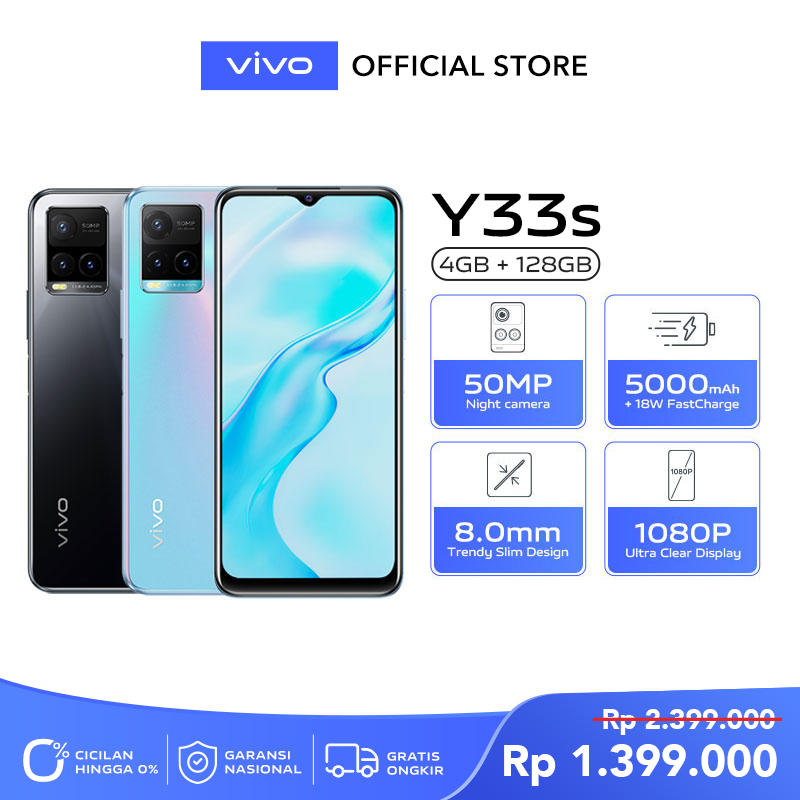 vivo OFFICIAL STORE
Y33s
4GB + 128GB
50MP
Night camera
5000mAh
+ 18W FastCharge
8.0mm
Trendy Slim Design
1080P
1080P
Ultra Clear Display
50MP
50MP
vivo
vivo
Rp 2.399.000
Rp 1.399.000
0% CICILAN
HINGGA 0%
GARANSI
NASIONAL
GRATIS
ONGKIR